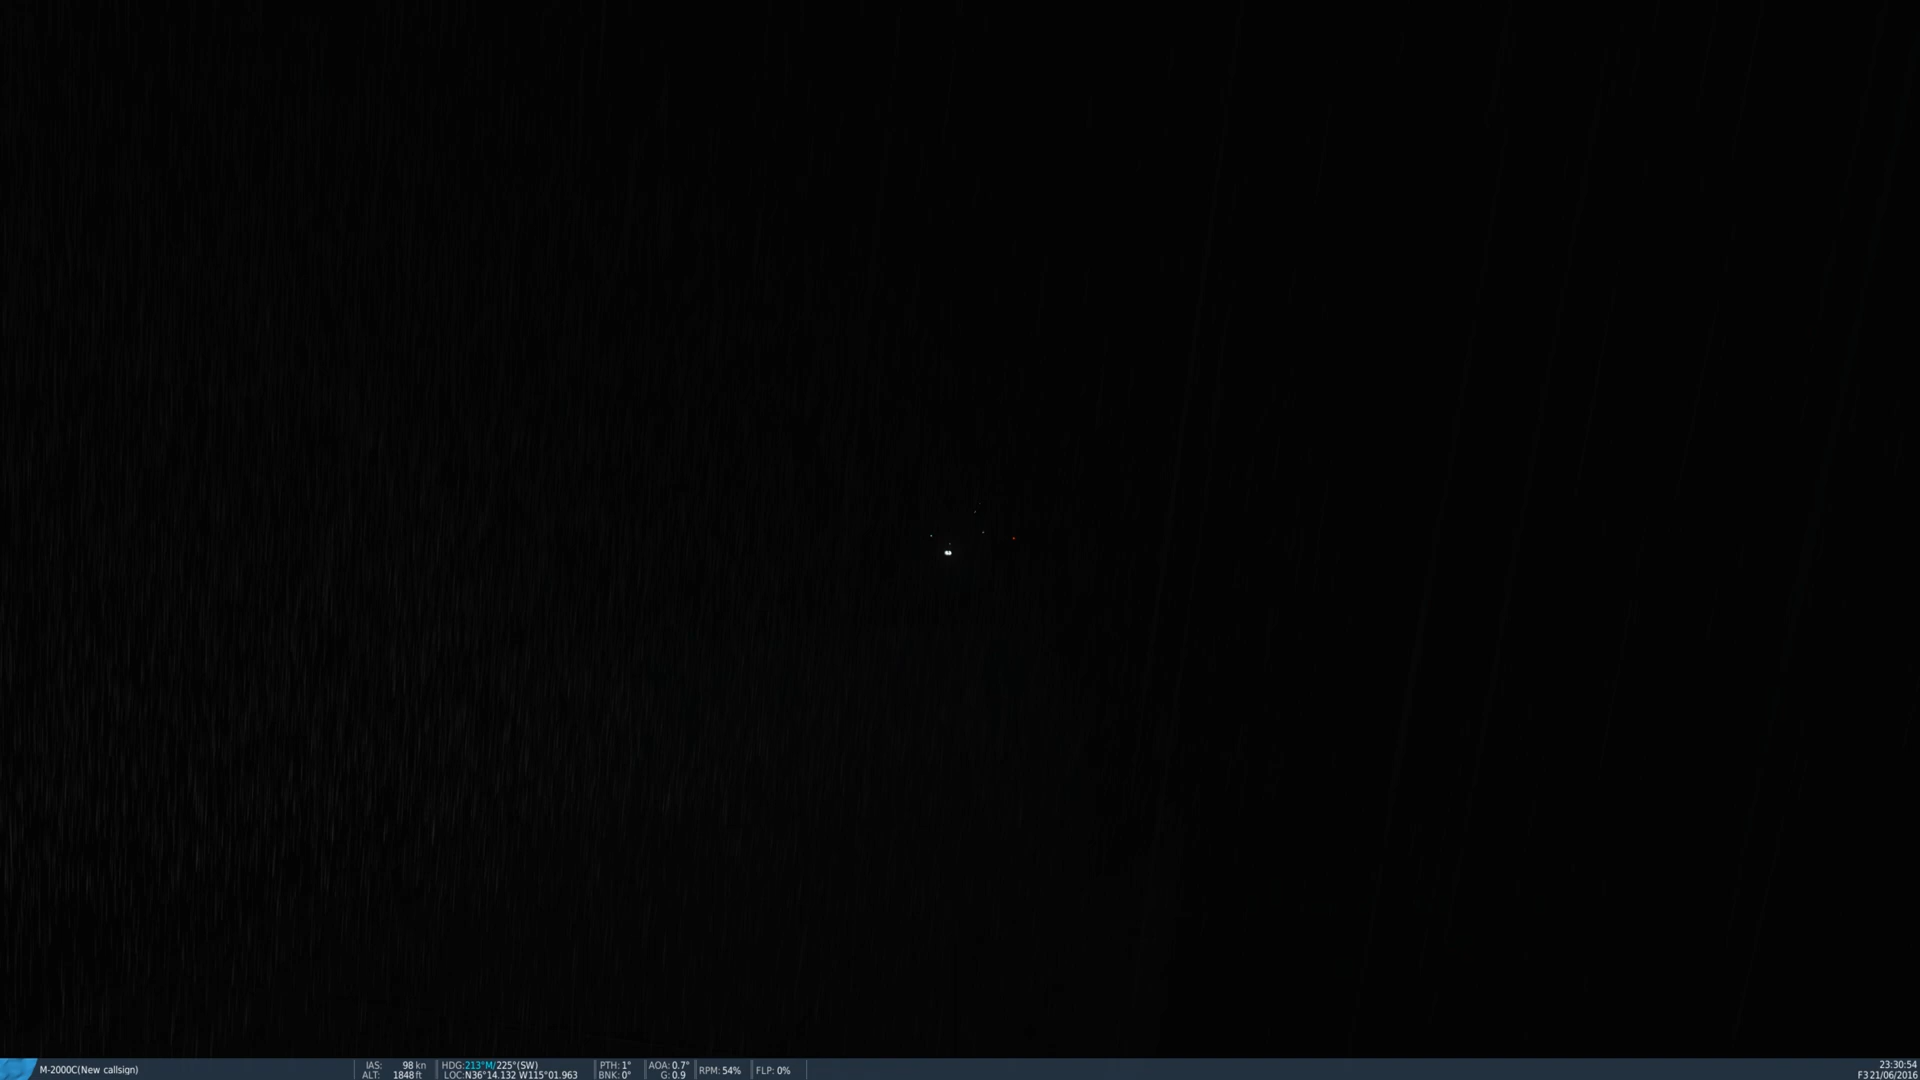 M-2000C(New callsign)
IAS: 98 kn
ALT: 1848 ft
HDG:213°M/225°(SW)
LOC:N36°14.132 W115°01.963
PTH: 1°
BNK: 0°
AOA: 0.7°
G: 0.9
RPM: 54%
FLP: 0%
23:30:54
F3 21/06/2016